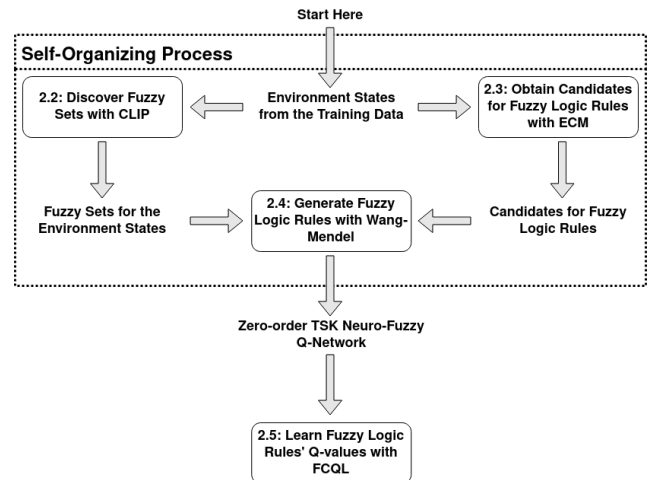 Start Here
Self-Organizing Process
2.2: Discover Fuzzy
Sets with CLIP
Environment States
from the Training Data
2.3: Obtain Candidates
for Fuzzy Logic Rules
with ECM
Fuzzy Sets for the
Environment States
2.4: Generate Fuzzy
Logic Rules with Wang-
Mendel
Candidates for Fuzzy
Logic Rules
Zero-order TSK Neuro-Fuzzy
Q-Network
2.5: Learn Fuzzy Logic
Rules' Q-values with
FCQL